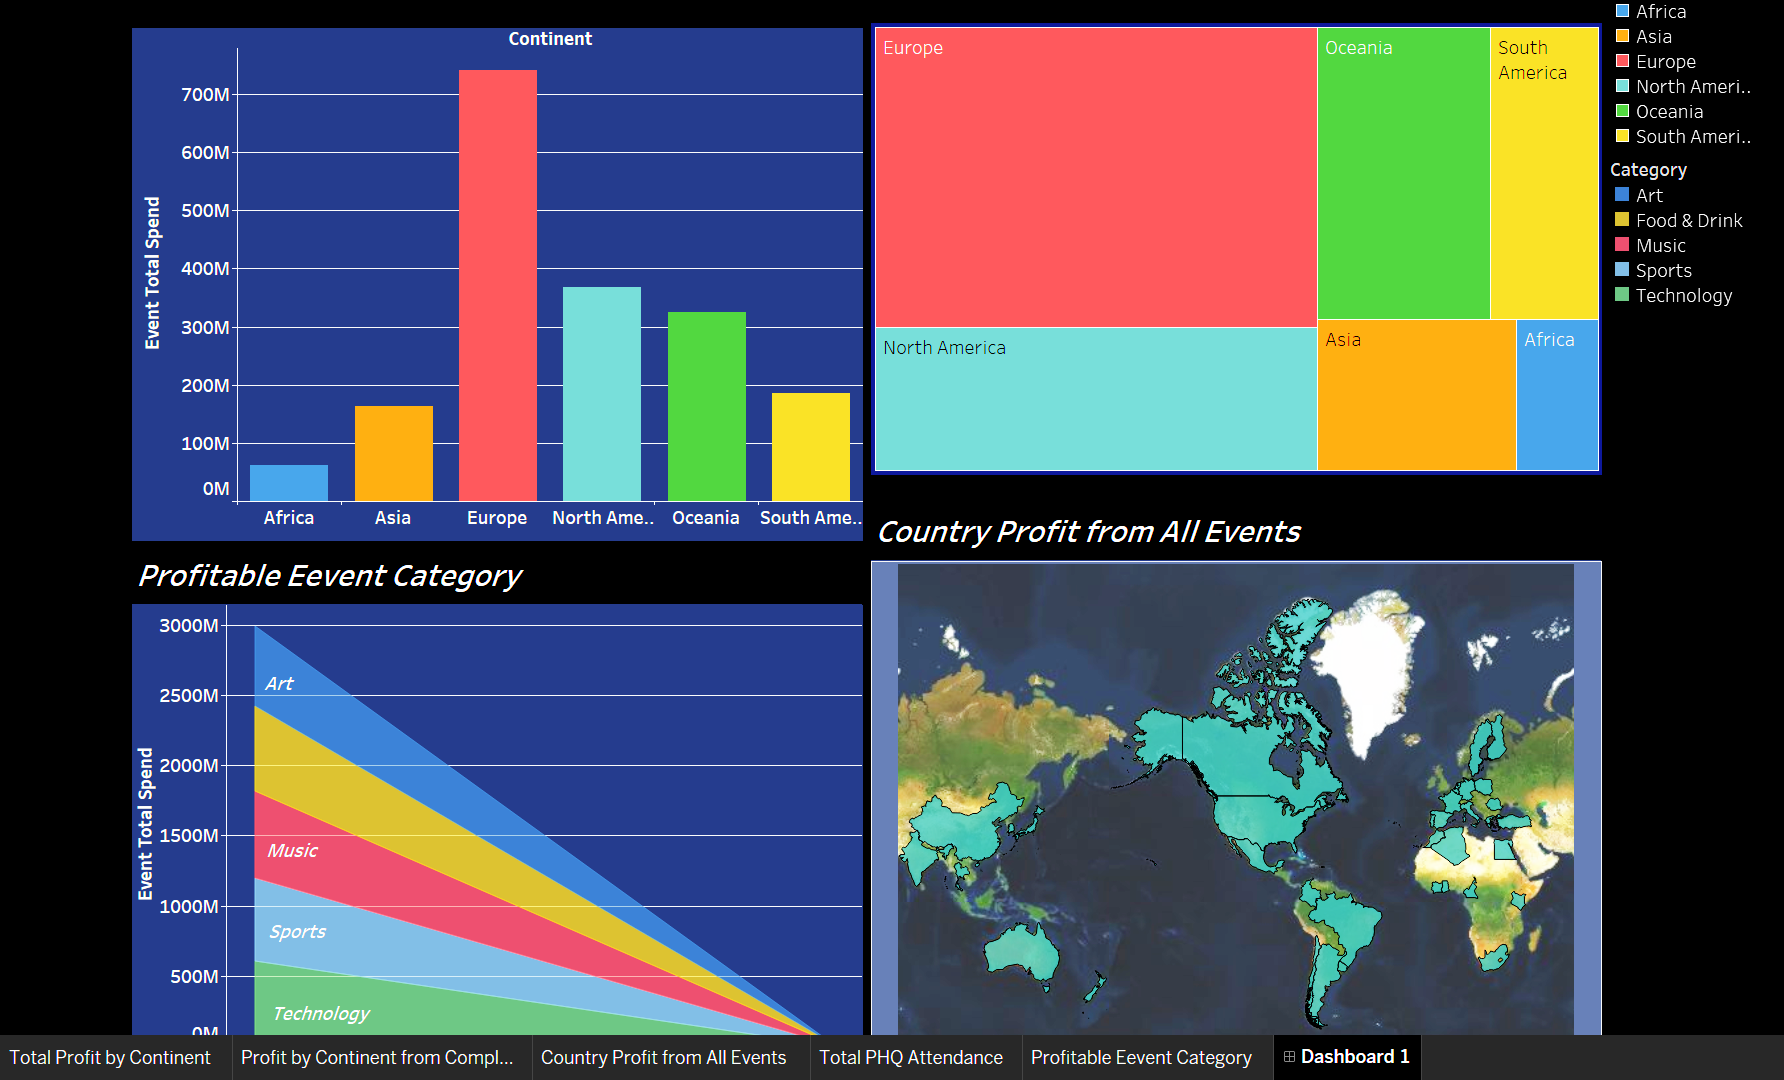 Continent
Event Total Spend
700M
600M
500M
400M
300M
200M
100M
0M
Africa
Asia
Europe
North Ame..
Oceania
South Ame..
Europe
Oceania
South
America
North America
Asia
Africa
Africa
Asia
Europe
North Ameri..
Oceania
South Ameri..
Category
Art
Food & Drink
Music
Sports
Technology
Profitable Eevent Category
Event Total Spend
3000M
2500M
2000M
1500M
1000M
500M
0M
Art
Music
Sports
Technology
Country Profit from All Events
Total Profit by Continent
Profit by Continent from Compl...
Country Profit from All Events
Total PHQ Attendance
Profitable Eevent Category
Dashboard 1